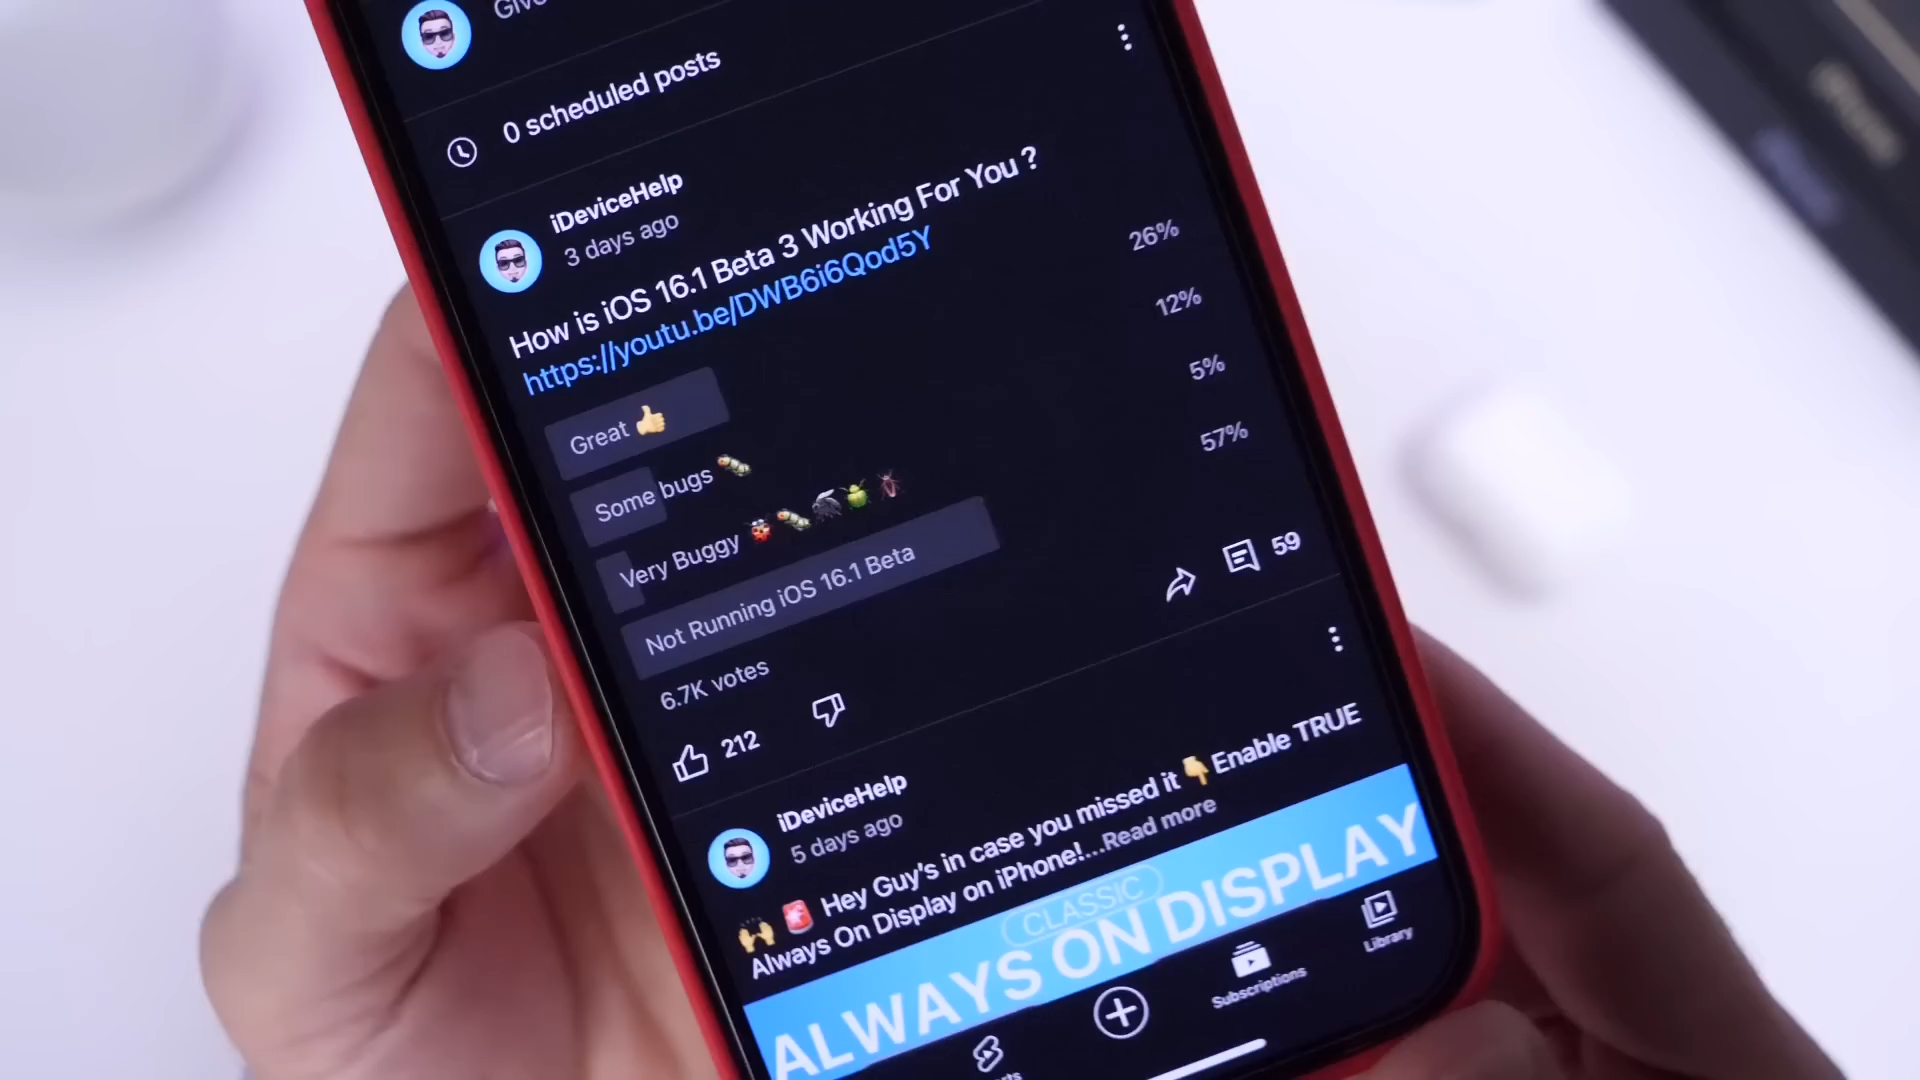 0 scheduled posts
iDeviceHelp
3 days ago
How is iOS 16.1 Beta 3 Working For You ?
https://youtu.be/DWB6i6Qod5Y
Great 👍 26%
Some bugs 🐛 12%
Very Buggy 🐞🐛🪰🪲🪳 5%
Not Running iOS 16.1 Beta 57%
6.7K votes
212
59
iDeviceHelp
5 days ago
🙌 🚨 Hey Guy's in case you missed it 👇Enable TRUE
Always On Display on iPhone!...Read more
CLASSIC
ALWAYS ON DISPLAY
Subscriptions
Library